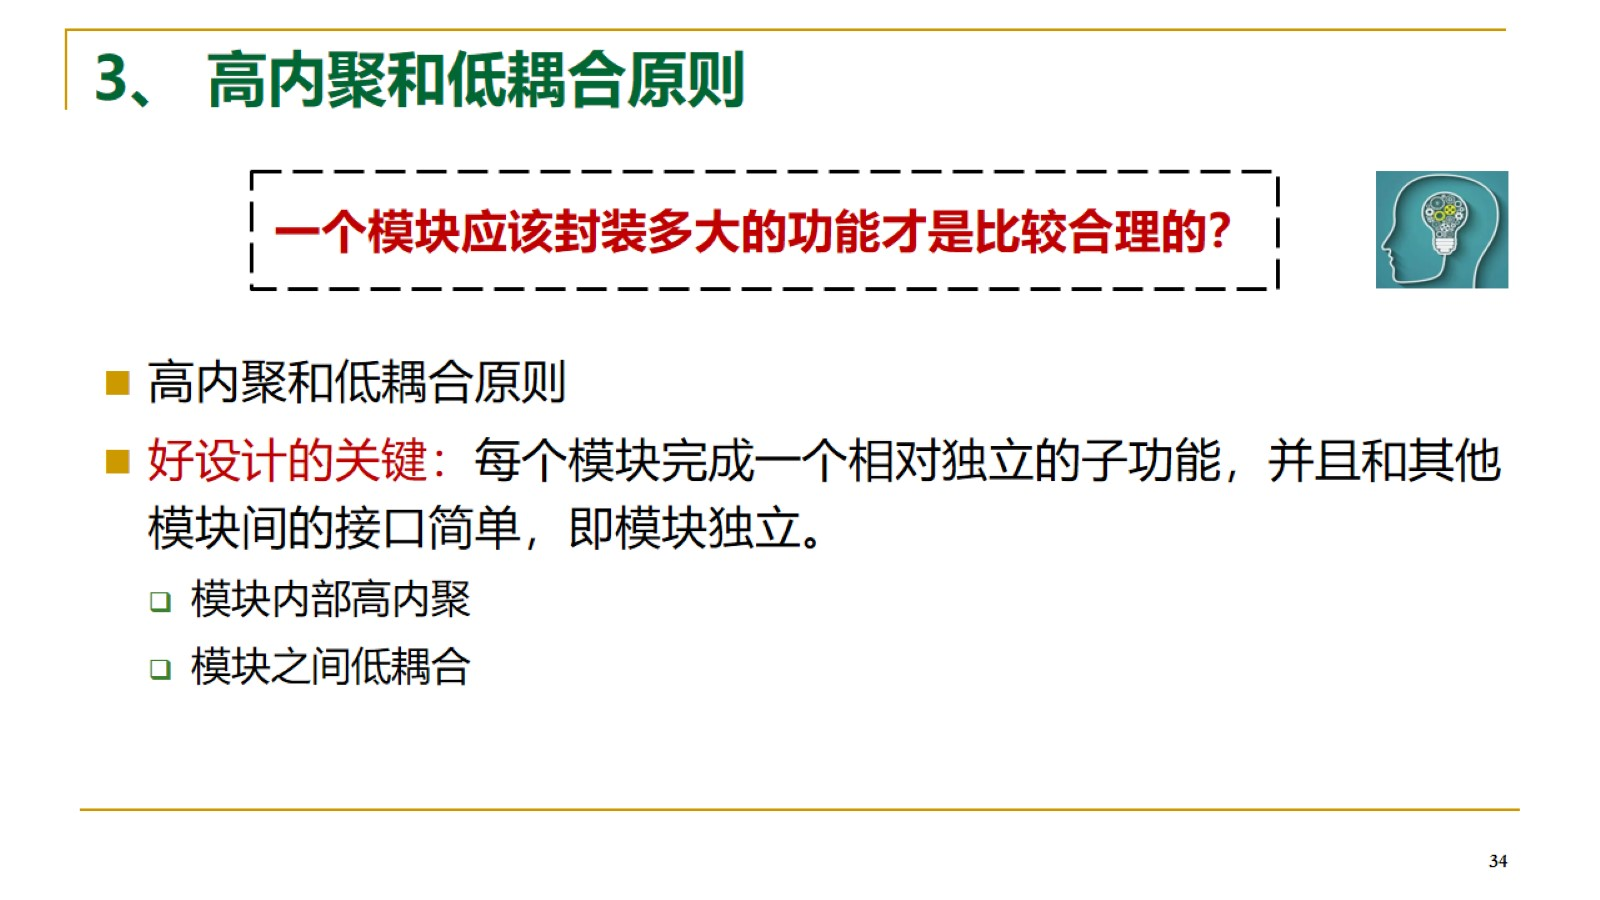 3、 高内聚和低耦合原则
一个模块应该封装多大的功能才是比较合理的？
高内聚和低耦合原则
好设计的关键：每个模块完成一个相对独立的子功能，并且和其他
模块间的接口简单，即模块独立。
模块内部高内聚
模块之间低耦合
34